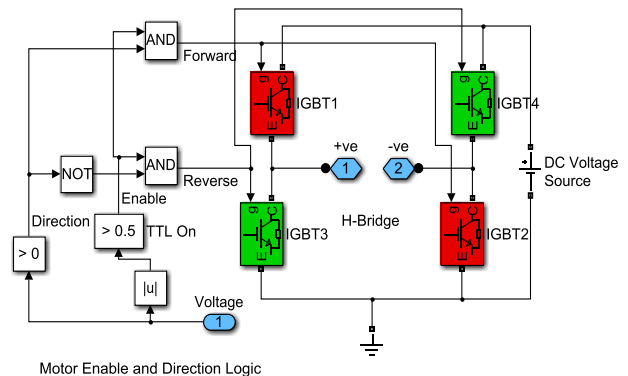 AND
Forward
g
C
E
IGBT1
g
C
E
IGBT4
+ve
1
-ve
2
+
DC Voltage
Source
NOT
AND
Enable
Reverse
Direction
> 0
> 0.5
TTL On
|u|
g
C
E
IGBT3
H-Bridge
g
C
E
IGBT2
Voltage
1
Motor Enable and Direction Logic